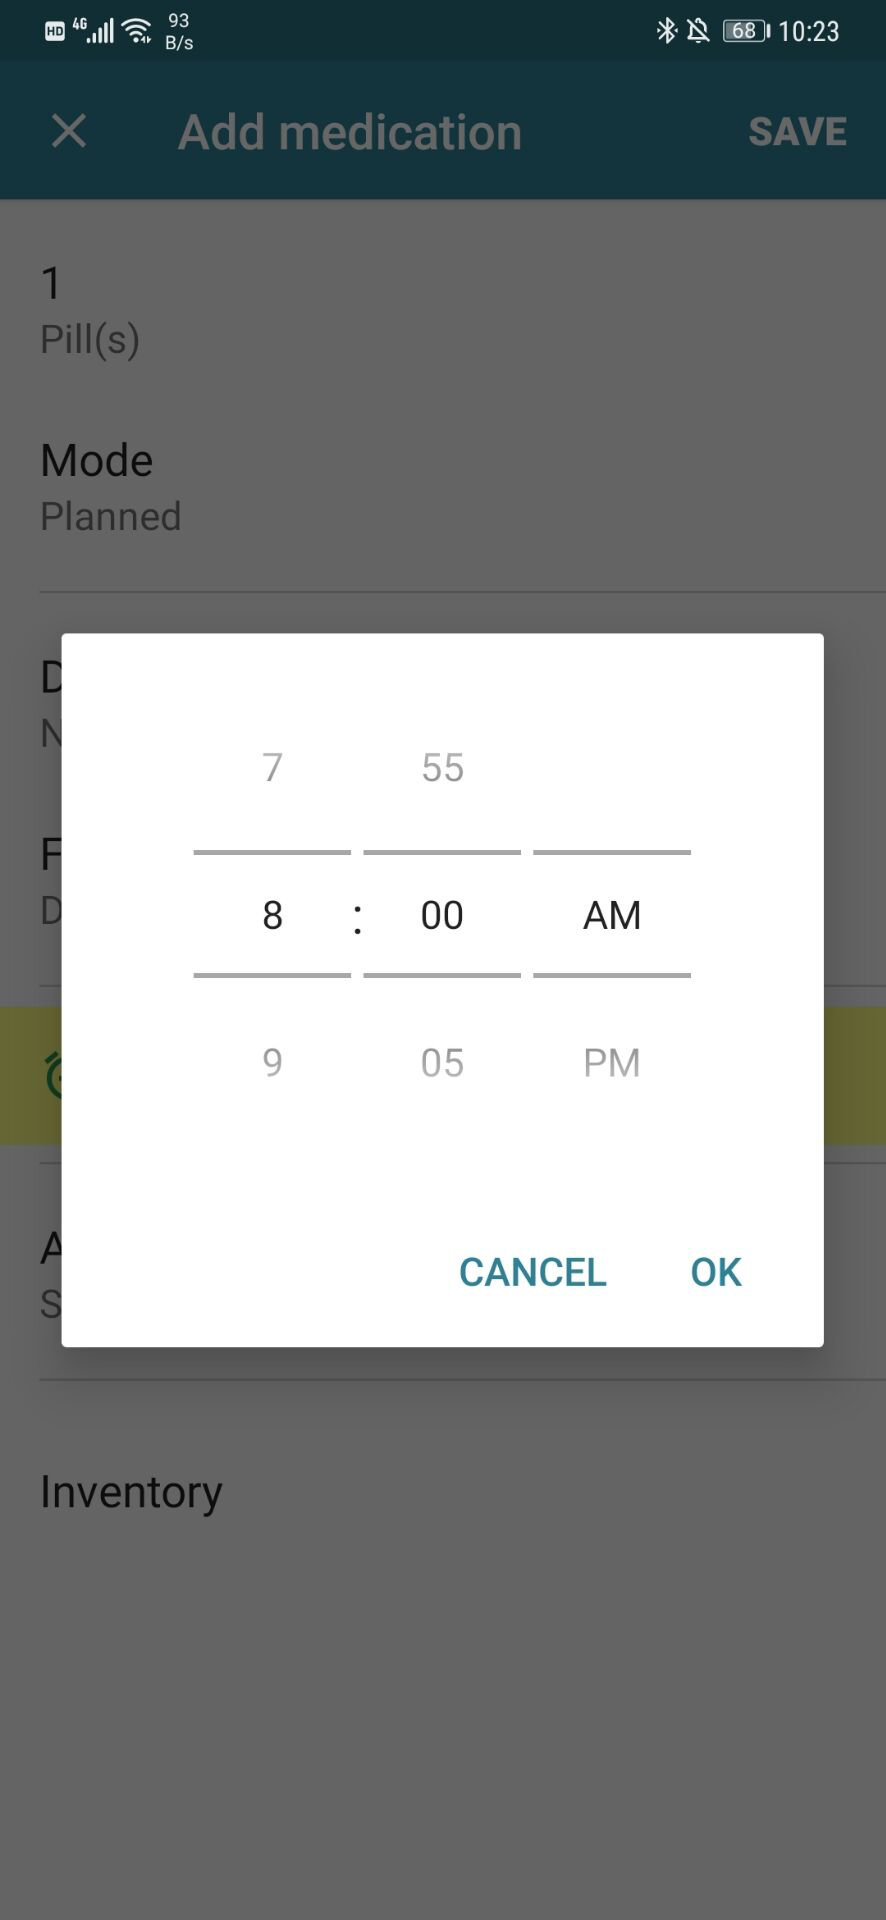 HD 4G 93 B/s 68 10:23
Add medication SAVE
1
Pill(s)
Mode
Planned
7 55
8 : 00 AM
9 05 PM
CANCEL OK
Inventory